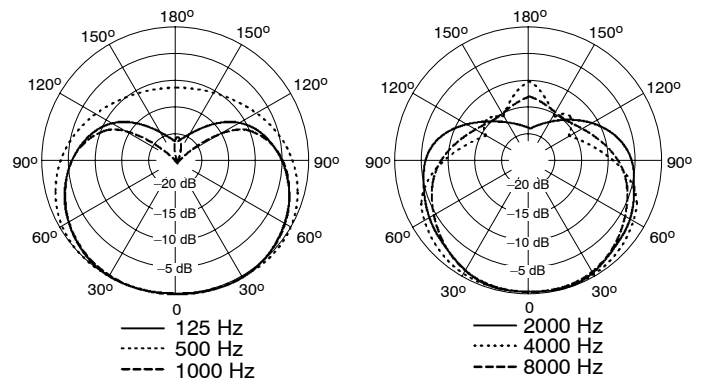 180º 180º
150º 150º 150º 150º
120º 120º 120º 120º
90º 90º 90º 90º
–20 dB –20 dB
–15 dB –15 dB
60º 60º 60º 60º
–10 dB –10 dB
–5 dB –5 dB
30º 30º 30º 30º
0 0
125 Hz 2000 Hz
500 Hz 4000 Hz
1000 Hz 8000 Hz